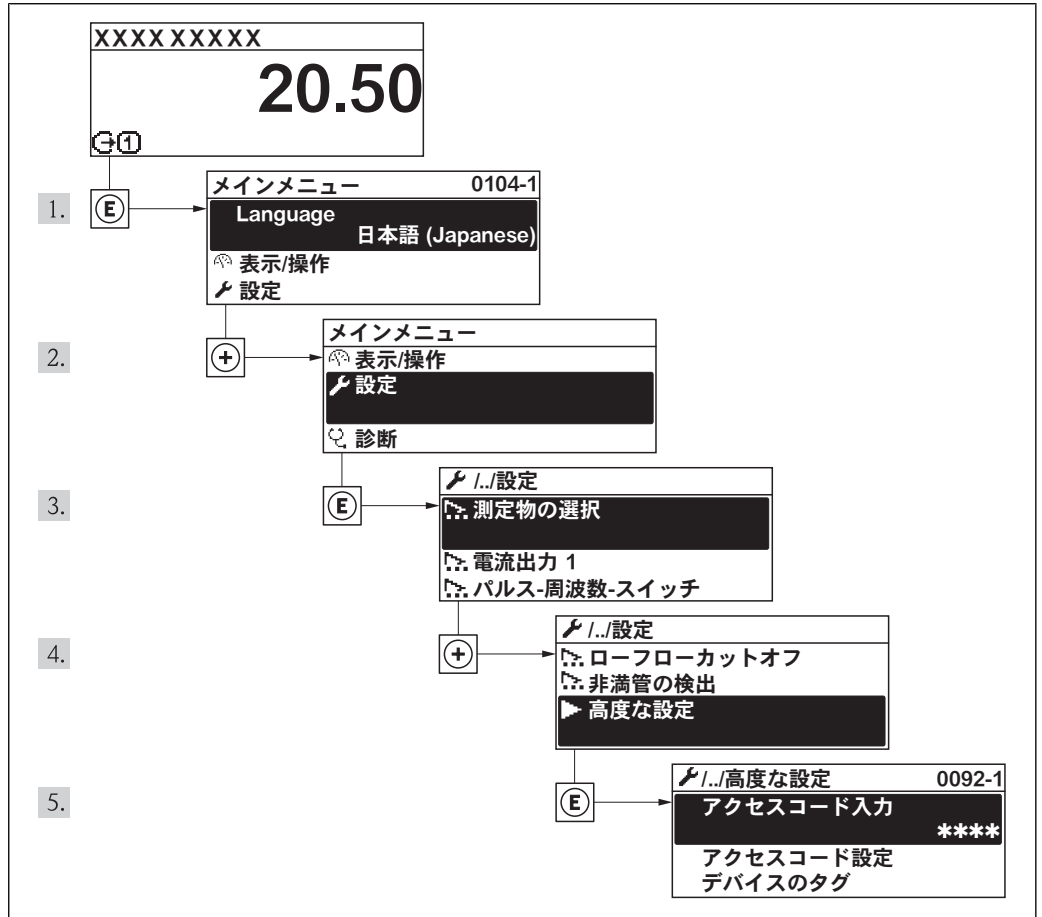 XXXX XXXXX
20.50
1
1.
E
メインメニュー 0104-1
Language
日本語 (Japanese)
表示/操作
設定
2.
+
メインメニュー
表示/操作
設定
診断
3.
E
/../設定
測定物の選択
電流出力 1
パルス-周波数-スイッチ
4.
+
/../設定
ローフローカットオフ
非満管の検出
高度な設定
5.
E
/../高度な設定 0092-1
アクセスコード入力
****
アクセスコード設定
デバイスのタグ